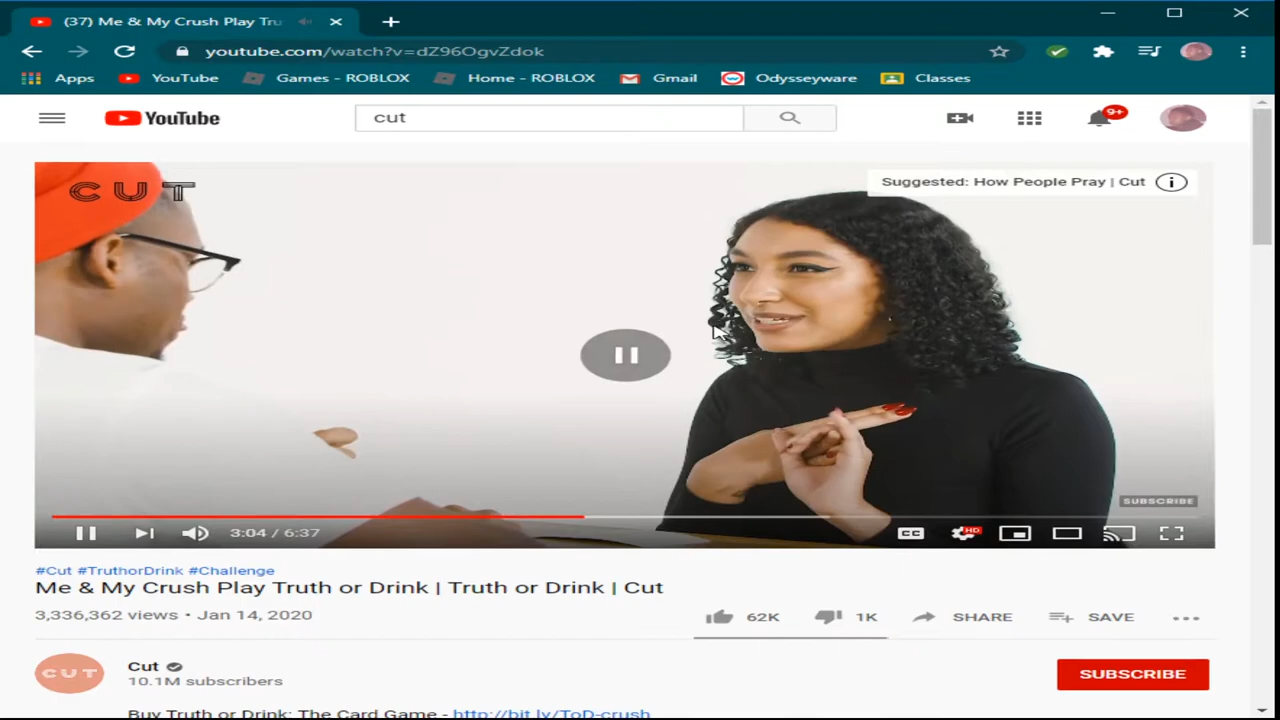 (37) Me & My Crush Play Tru
youtube.com/watch?v=dZ96OgvZdok
Apps YouTube Games - ROBLOX Home - ROBLOX Gmail Odysseyware Classes
YouTube cut 9+
CUT
Suggested: How People Pray | Cut
SUBSCRIBE
3:04 / 6:37 CC HD
#Cut #TruthorDrink #Challenge
Me & My Crush Play Truth or Drink | Truth or Drink | Cut
3,336,362 views • Jan 14, 2020 62K 1K SHARE SAVE
CUT Cut SUBSCRIBE
10.1M subscribers
Buy Truth or Drink: The Card Game - http://bit.ly/ToD-crush